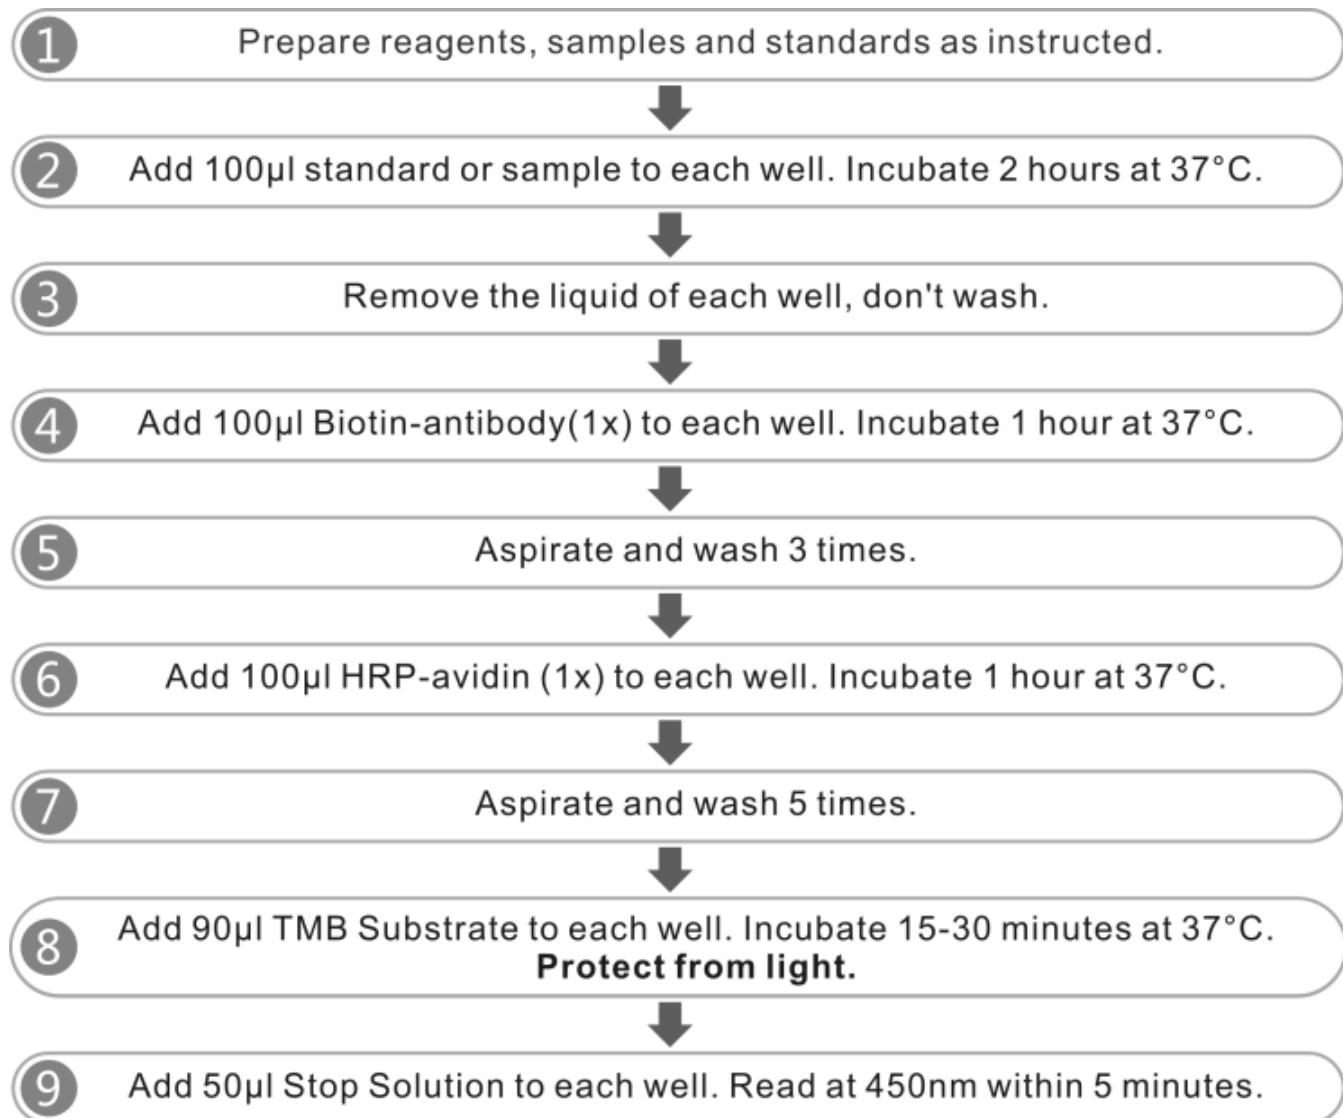 1 Prepare reagents, samples and standards as instructed.
2 Add 100µl standard or sample to each well. Incubate 2 hours at 37°C.
3 Remove the liquid of each well, don't wash.
4 Add 100µl Biotin-antibody(1x) to each well. Incubate 1 hour at 37°C.
5 Aspirate and wash 3 times.
6 Add 100µl HRP-avidin (1x) to each well. Incubate 1 hour at 37°C.
7 Aspirate and wash 5 times.
8 Add 90µl TMB Substrate to each well. Incubate 15-30 minutes at 37°C.
Protect from light.
9 Add 50µl Stop Solution to each well. Read at 450nm within 5 minutes.